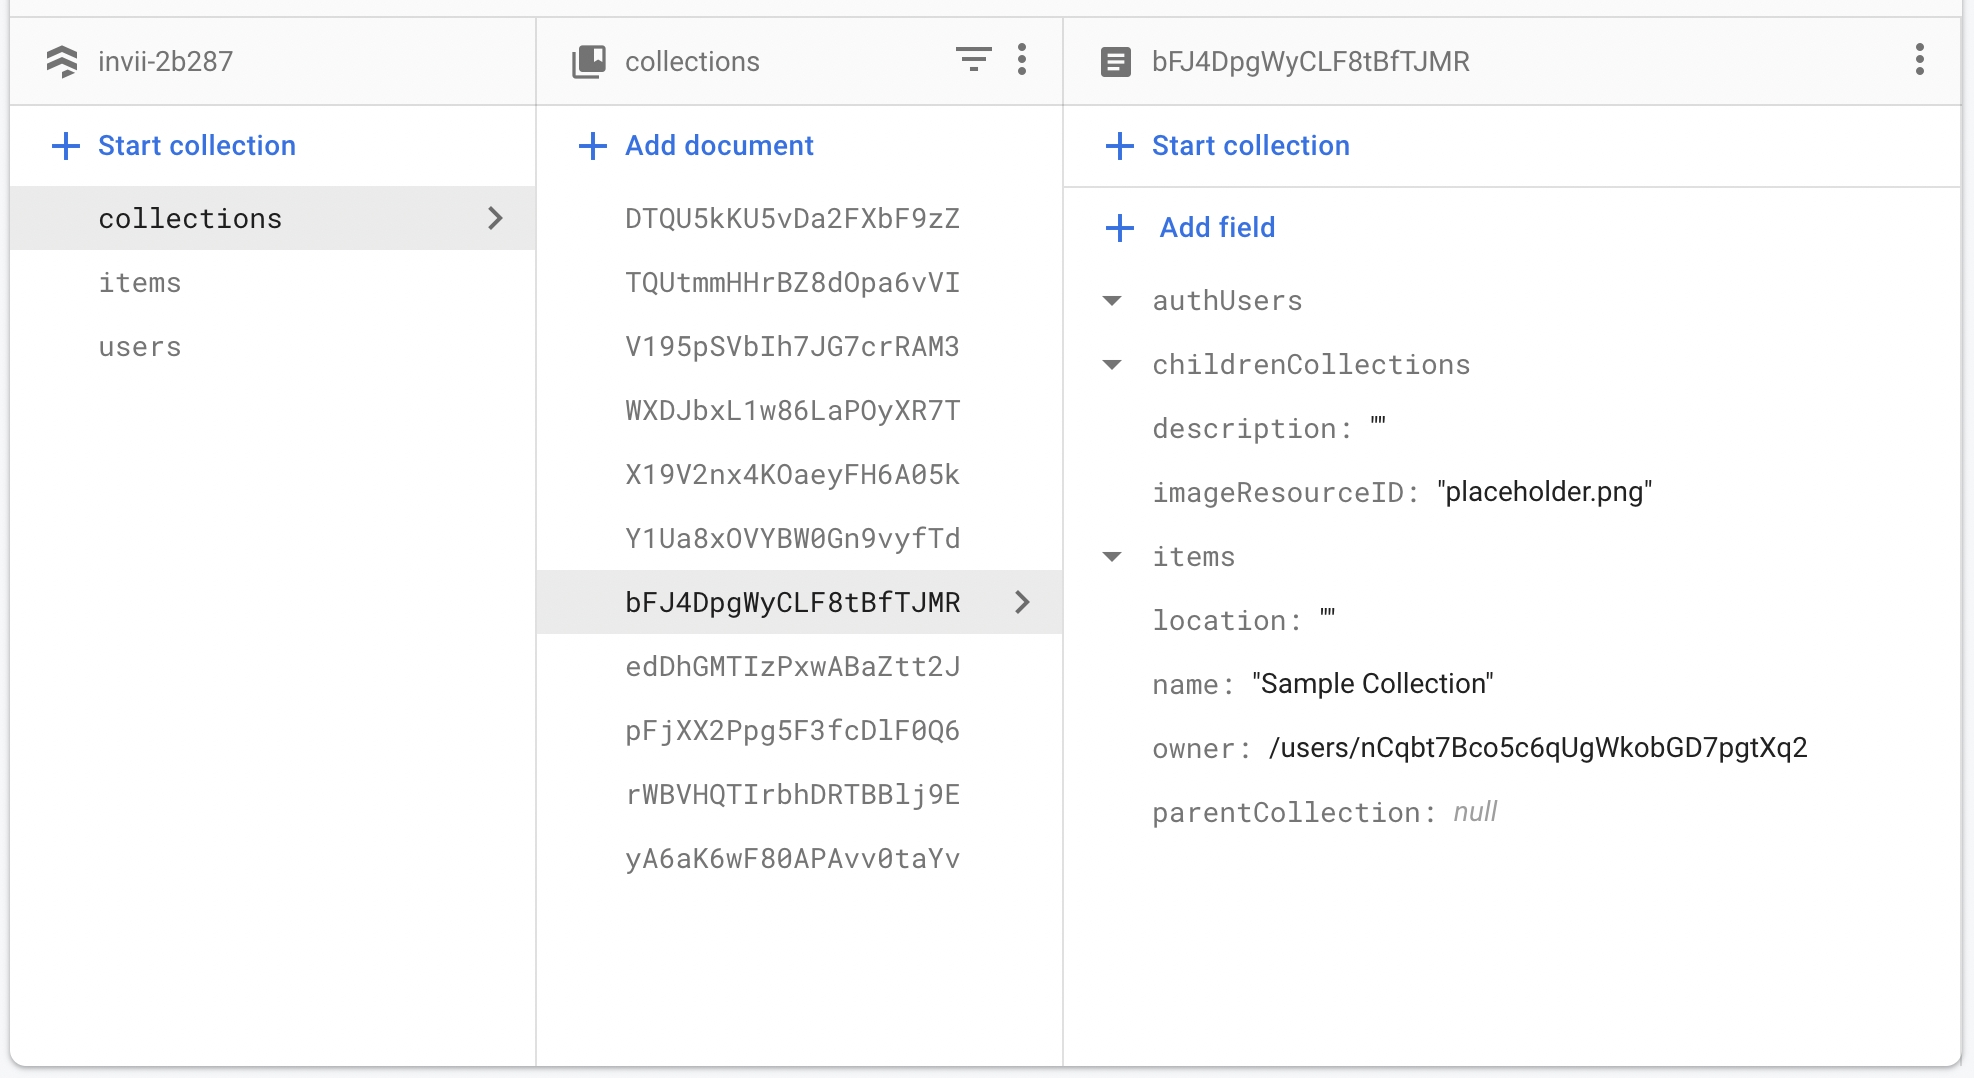 invii-2b287
Start collection
collections
items
users
collections
Add document
DTQU5kKU5vDa2FXbF9zZ
TQUtmmHHrBZ8dOpa6vVI
V195pSVbIh7JG7crRAM3
WXDJbxL1w86LaPOyXR7T
X19V2nx4KOaeyFH6A05k
Y1Ua8xOVYBW0Gn9vyfTd
bFJ4DpgWyCLF8tBfTJMR
edDhGMTIzPxwABaZtt2J
pFjXX2Ppg5F3fcDlF0Q6
rWBVHQTIrbhDRTBBlj9E
yA6aK6wF80APAvv0taYv
bFJ4DpgWyCLF8tBfTJMR
Start collection
Add field
authUsers
childrenCollections
description: ""
imageResourceID: "placeholder.png"
items
location: ""
name: "Sample Collection"
owner: /users/nCqbt7Bco5c6qUgWkobGD7pgtXq2
parentCollection: null